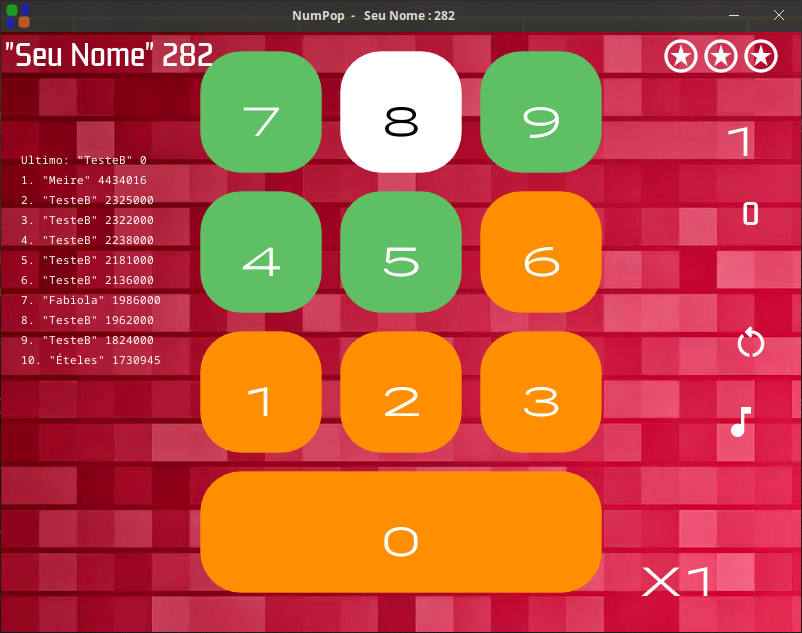 NumPop - Seu Nome : 282
"Seu Nome" 282
7 8 9
1
Ultimo: "TesteB" 0
1. "Meire" 4434016
2. "TesteB" 2325000
3. "TesteB" 2322000
4. "TesteB" 2238000
5. "TesteB" 2181000
6. "TesteB" 2136000
7. "Fabiola" 1986000
8. "TesteB" 1962000
9. "TesteB" 1824000
10. "Ételes" 1730945
0
4 5 6
1 2 3
0
X1